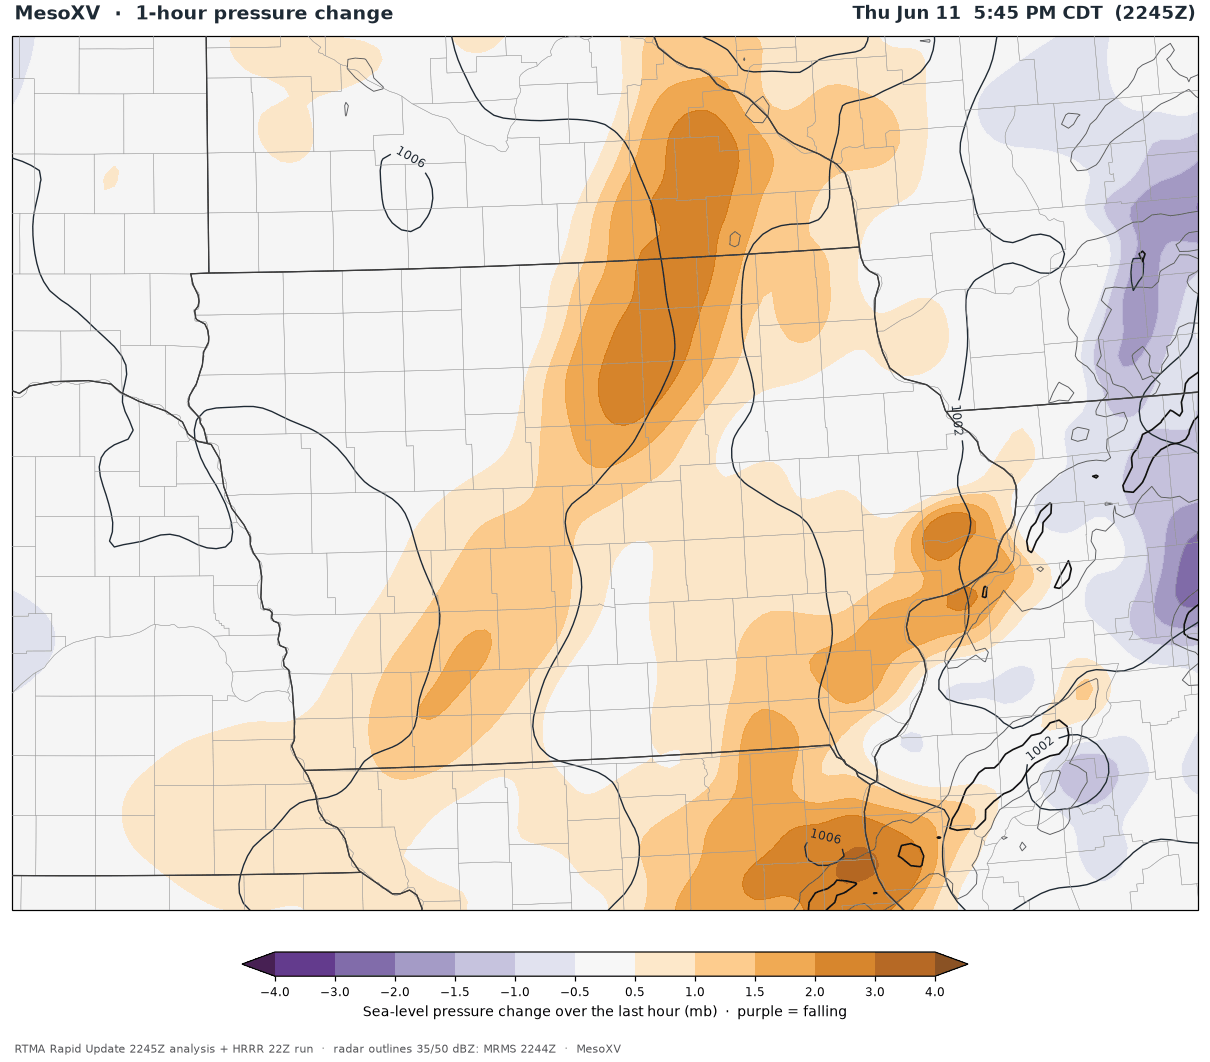 MesoXV · 1-hour pressure change
Thu Jun 11 5:45 PM CDT (2245Z)
1006
1002
1002
1006
−4.0 −3.0 −2.0 −1.5 −1.0 −0.5 0.5 1.0 1.5 2.0 3.0 4.0
Sea-level pressure change over the last hour (mb) · purple = falling
RTMA Rapid Update 2245Z analysis + HRRR 22Z run · radar outlines 35/50 dBZ: MRMS 2244Z · MesoXV